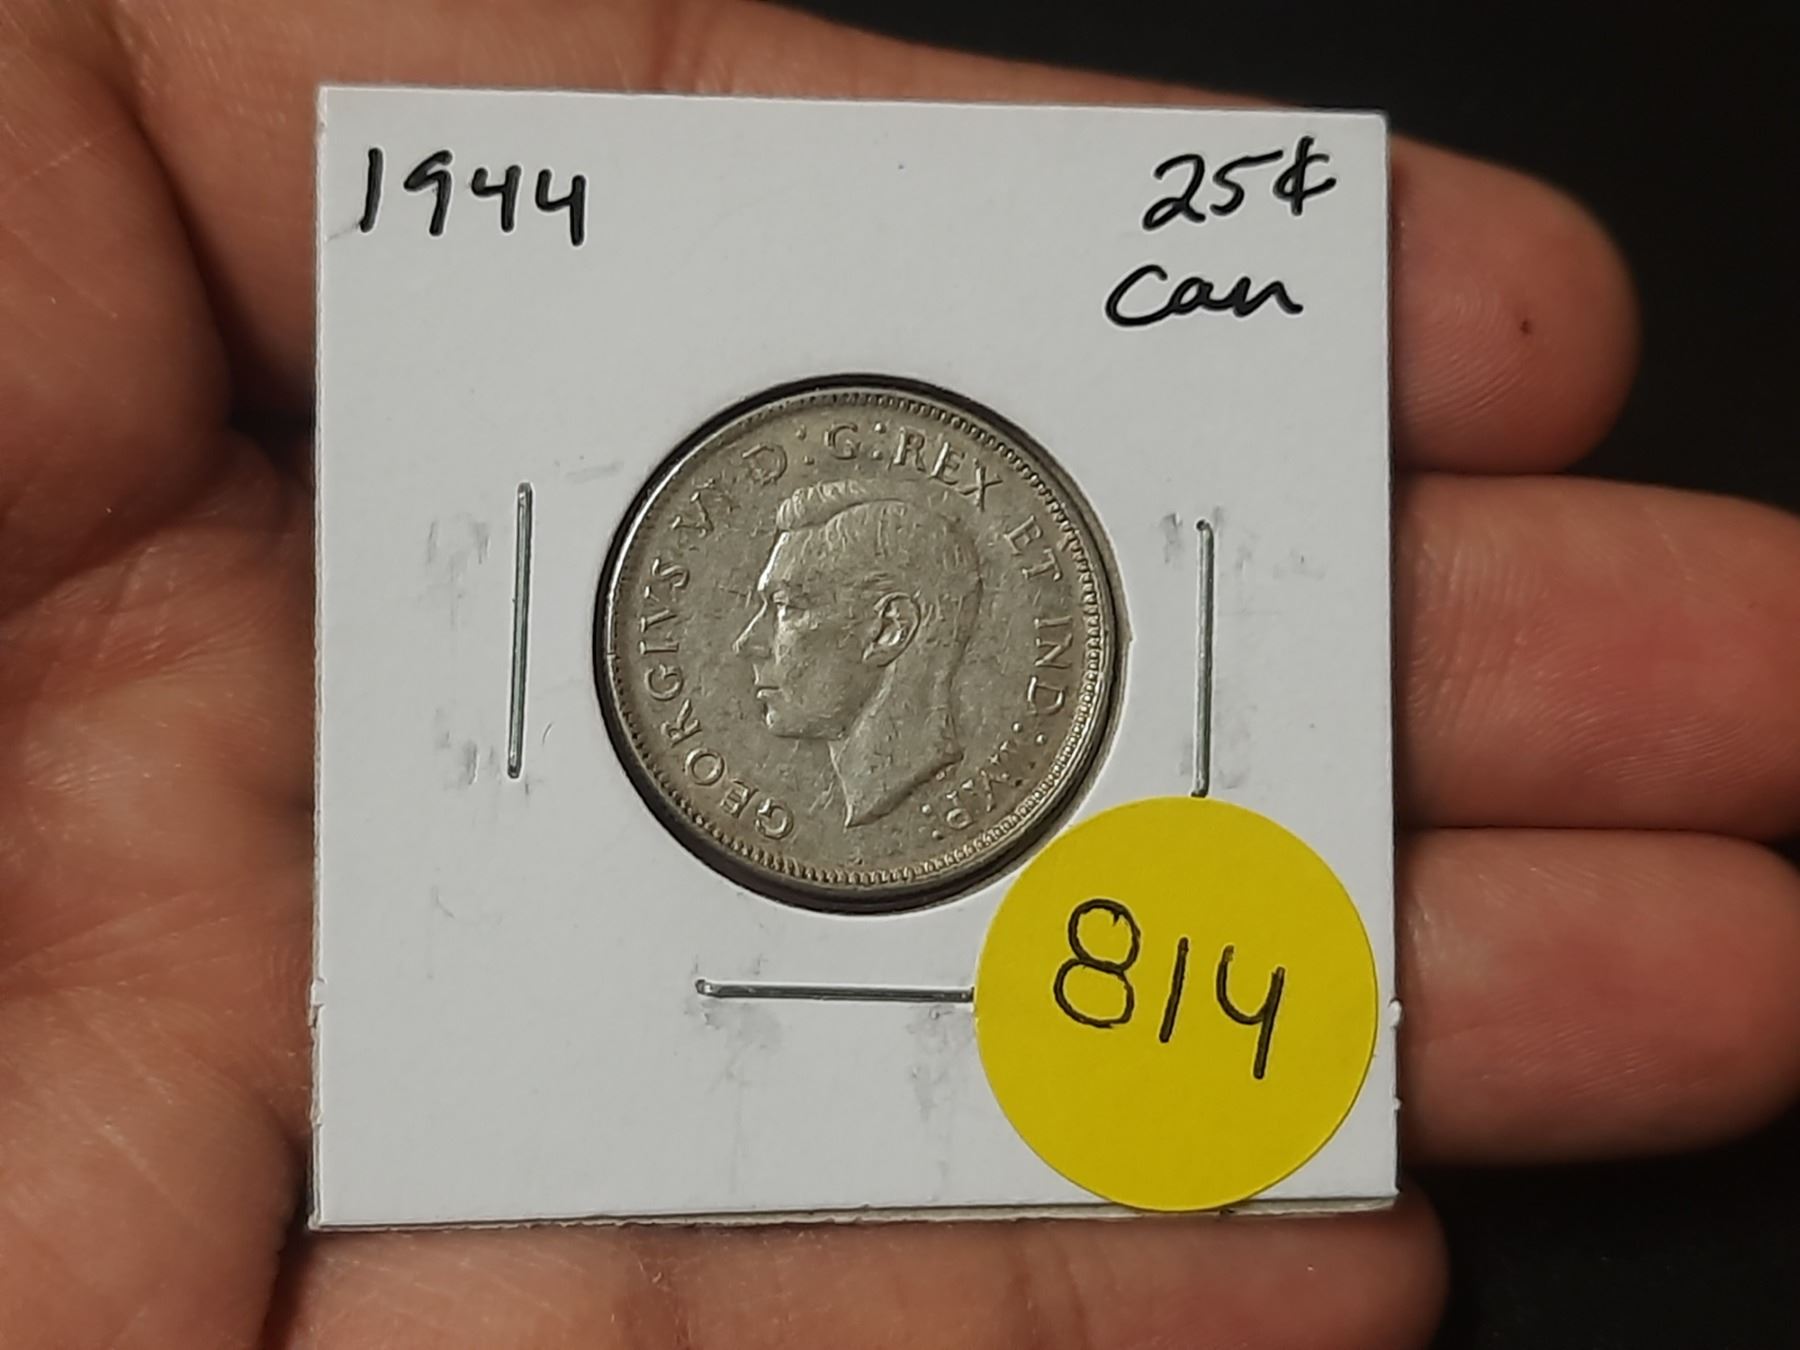 1944
25¢
Can
GEORGIVS VI D:G:REX ET IND:IMP:
814